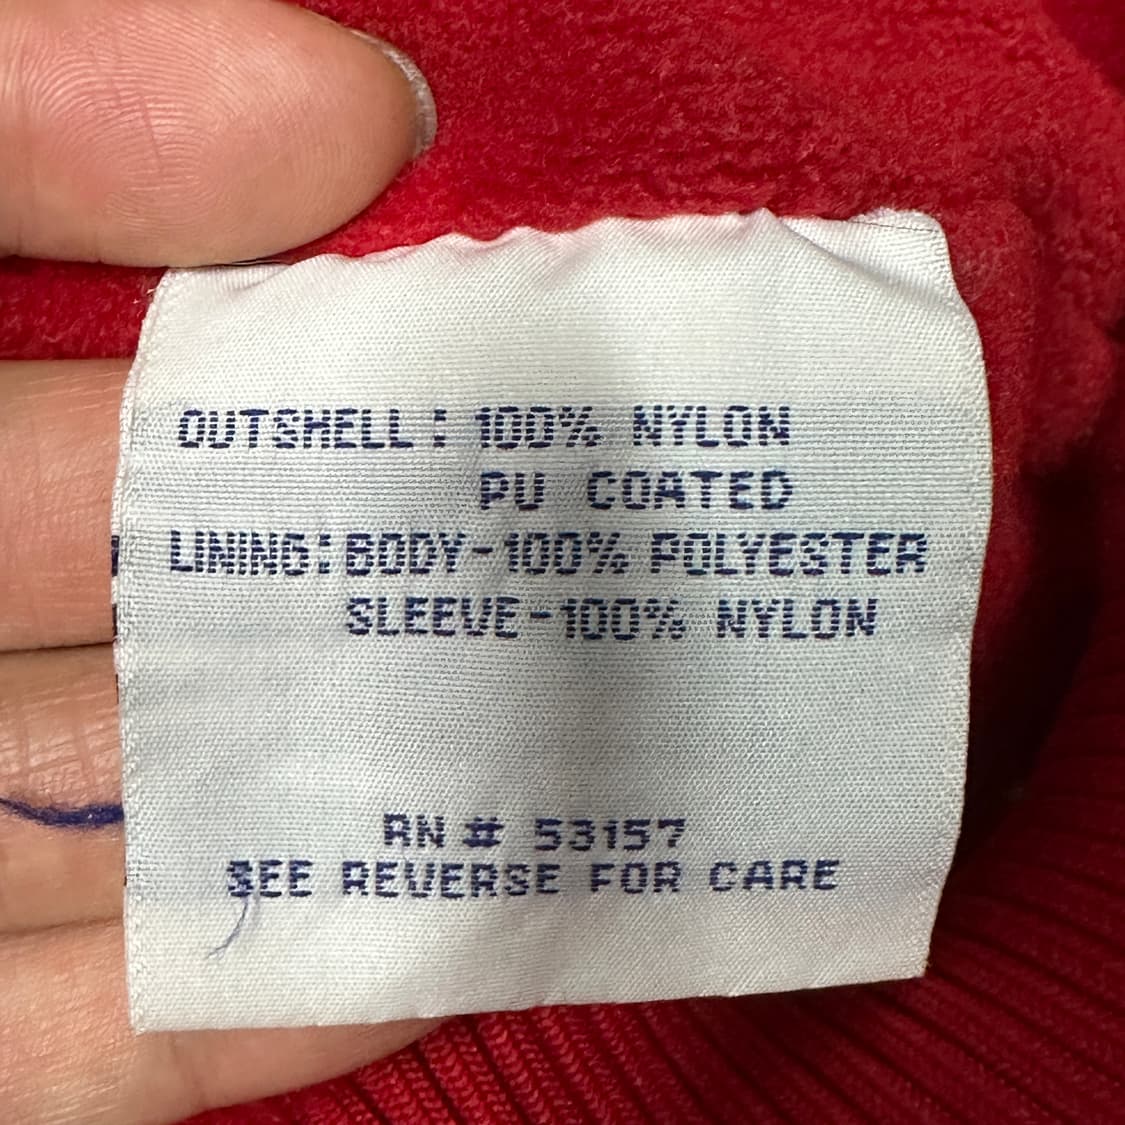 OUTSHELL: 100% NYLON
PU COATED
LINING: BODY-100% POLYESTER
SLEEVE-100% NYLON
RN # 53157
SEE REVERSE FOR CARE